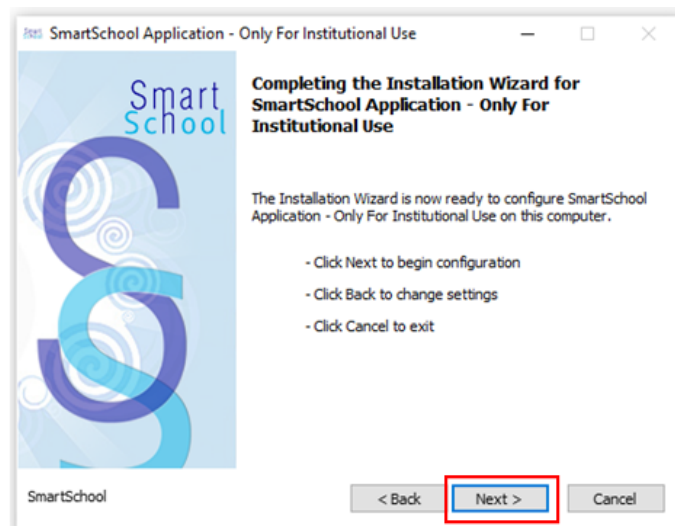 SmartSchool Application - Only For Institutional Use
Smart
School
Completing the Installation Wizard for
SmartSchool Application - Only For
Institutional Use
The Installation Wizard is now ready to configure SmartSchool
Application - Only For Institutional Use on this computer.
- Click Next to begin configuration
- Click Back to change settings
- Click Cancel to exit
SmartSchool
< Back
Next >
Cancel